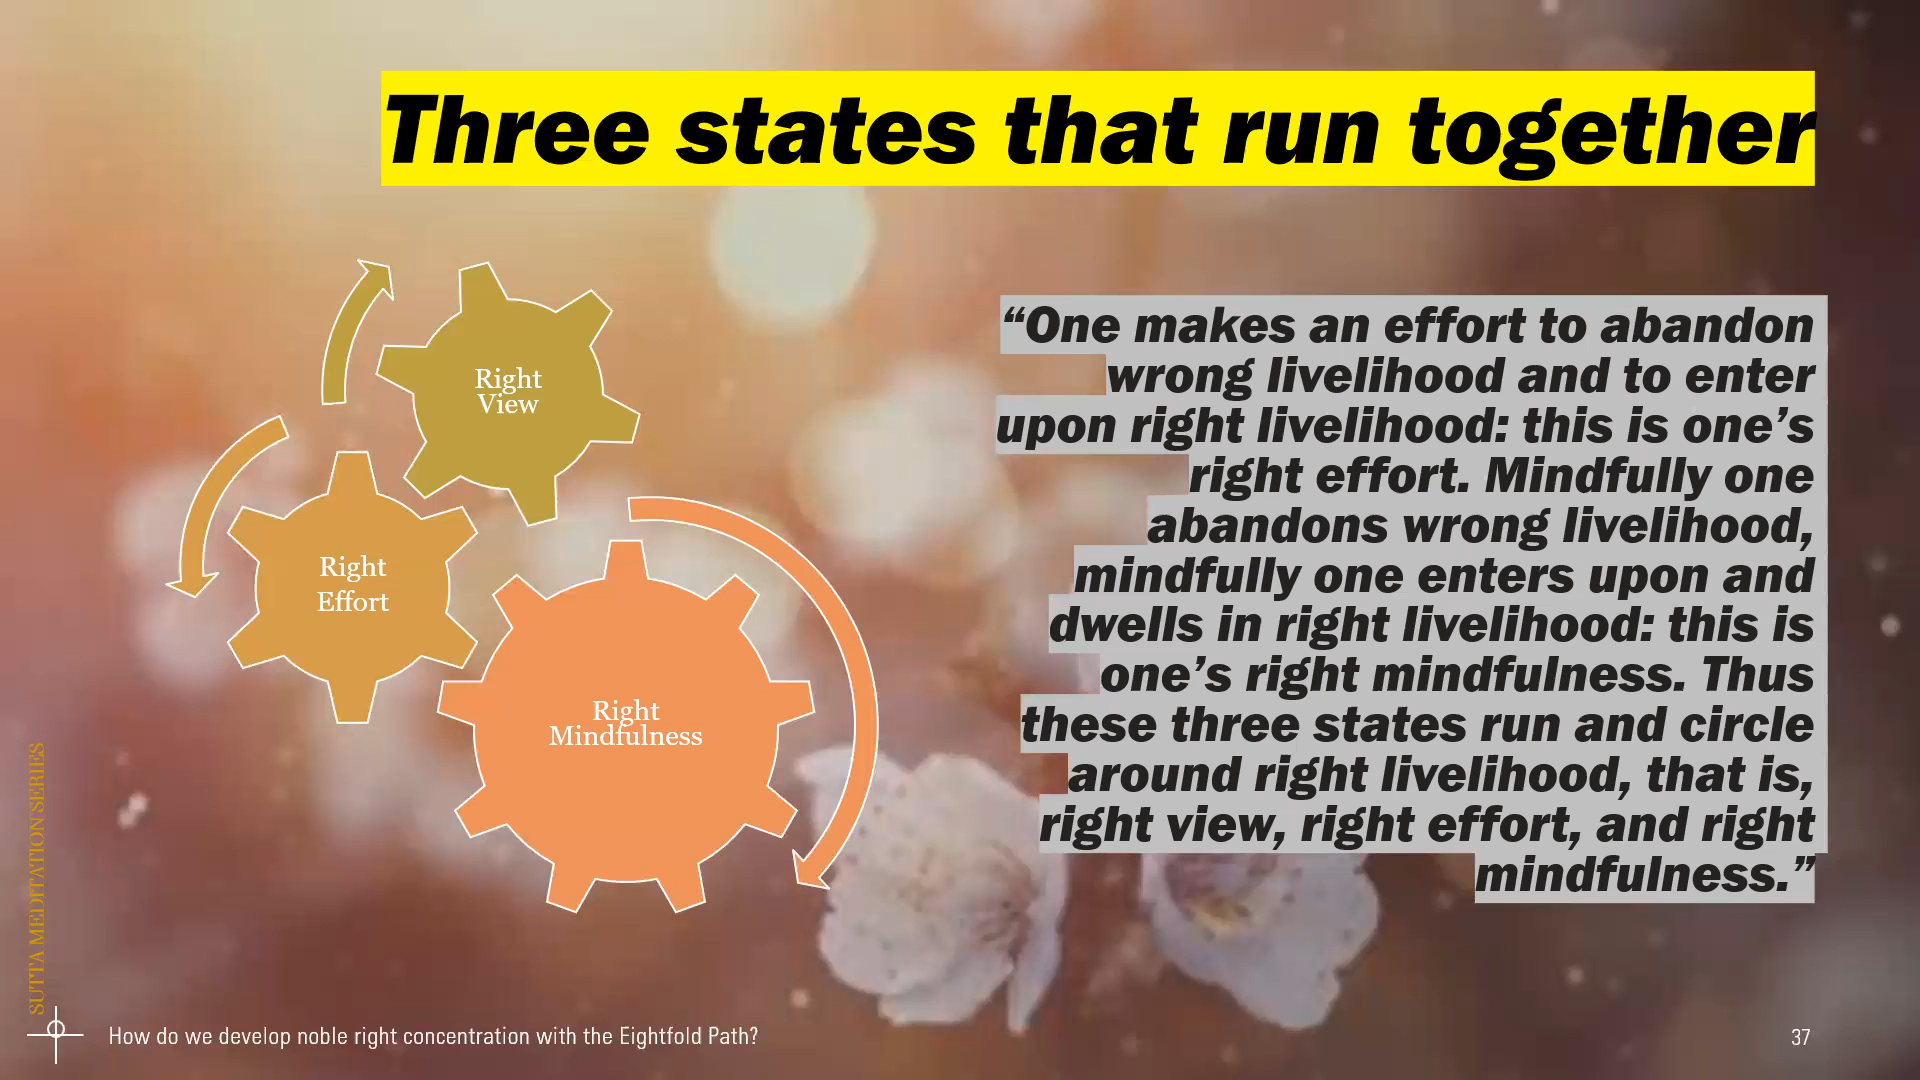 Three states that run together
Right
View
Right
Effort
Right
Mindfulness
“One makes an effort to abandon
wrong livelihood and to enter
upon right livelihood: this is one’s
right effort. Mindfully one
abandons wrong livelihood,
mindfully one enters upon and
dwells in right livelihood: this is
one’s right mindfulness. Thus
these three states run and circle
around right livelihood, that is,
right view, right effort, and right
mindfulness.”
SUTTA MEDITATION SERIES
How do we develop noble right concentration with the Eightfold Path?
37